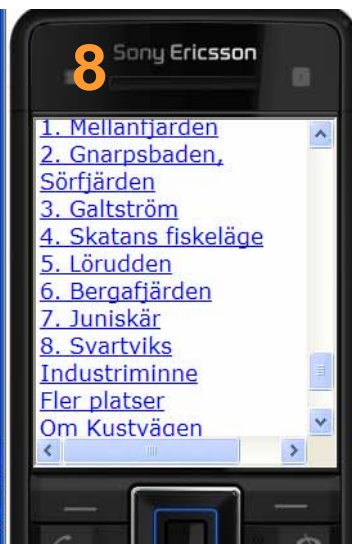 8
Sony Ericsson
1. Mellanfjärden
2. Gnarpsbaden,
Sörfjärden
3. Galtström
4. Skatans fiskeläge
5. Lörudden
6. Bergafjärden
7. Juniskär
8. Svartviks
Industriminne
Fler platser
Om Kustvägen